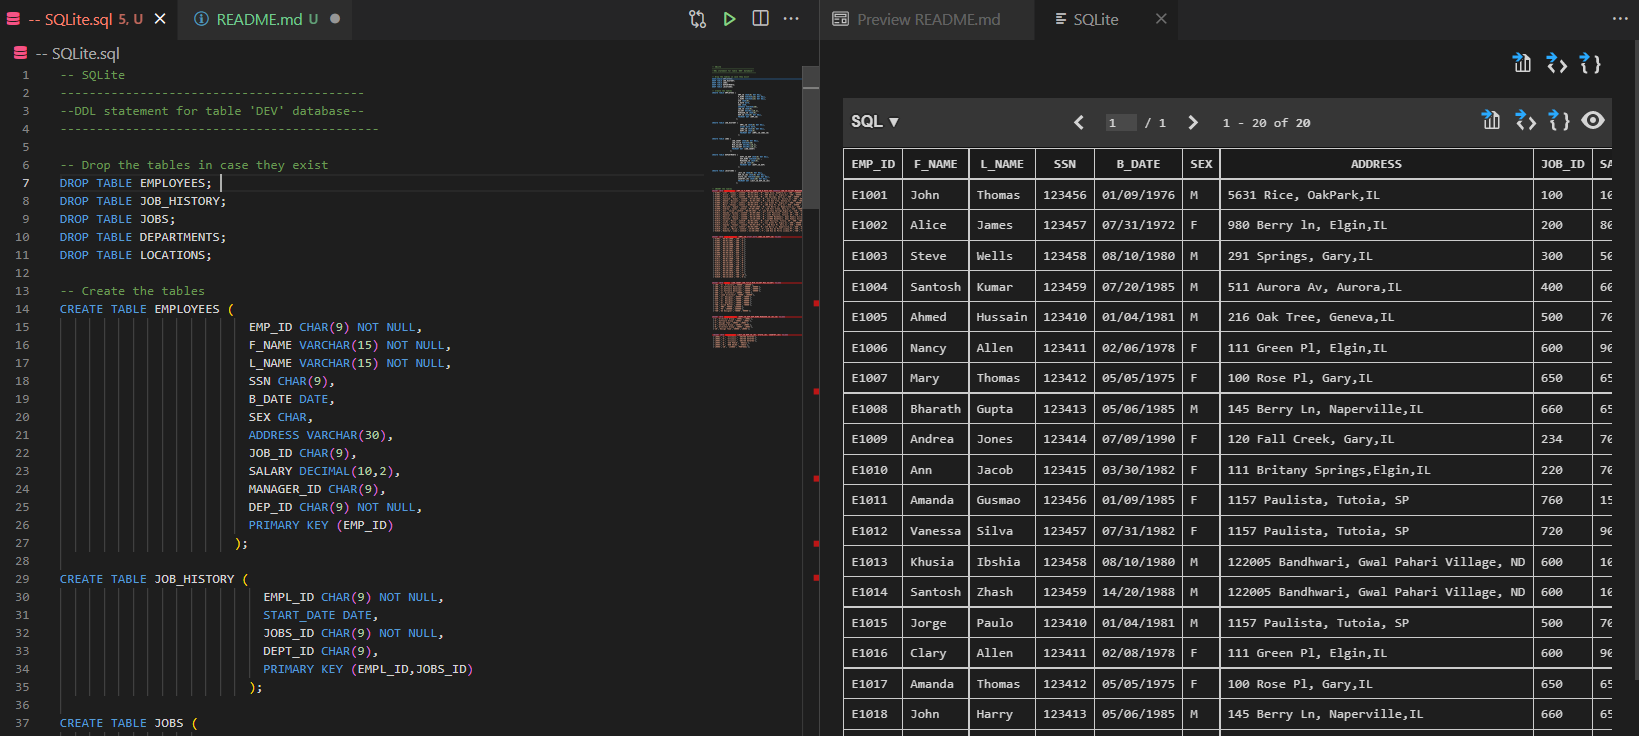 -- SQLite.sql 5, U
README.md U
-- SQLite.sql
1 -- SQLite
2 ------------------------------------------
3 --DDL statement for table 'DEV' database--
4 --------------------------------------------
5
6 -- Drop the tables in case they exist
7 DROP TABLE EMPLOYEES;
8 DROP TABLE JOB_HISTORY;
9 DROP TABLE JOBS;
10 DROP TABLE DEPARTMENTS;
11 DROP TABLE LOCATIONS;
12
13 -- Create the tables
14 CREATE TABLE EMPLOYEES (
15 EMP_ID CHAR(9) NOT NULL,
16 F_NAME VARCHAR(15) NOT NULL,
17 L_NAME VARCHAR(15) NOT NULL,
18 SSN CHAR(9),
19 B_DATE DATE,
20 SEX CHAR,
21 ADDRESS VARCHAR(30),
22 JOB_ID CHAR(9),
23 SALARY DECIMAL(10,2),
24 MANAGER_ID CHAR(9),
25 DEP_ID CHAR(9) NOT NULL,
26 PRIMARY KEY (EMP_ID)
27 );
28
29 CREATE TABLE JOB_HISTORY (
30 EMPL_ID CHAR(9) NOT NULL,
31 START_DATE DATE,
32 JOBS_ID CHAR(9) NOT NULL,
33 DEPT_ID CHAR(9),
34 PRIMARY KEY (EMPL_ID,JOBS_ID)
35 );
36
37 CREATE TABLE JOBS (
Preview README.md
SQLite
SQL ▼ 1 / 1 1 - 20 of 20
EMP_ID F_NAME L_NAME SSN B_DATE SEX ADDRESS JOB_ID SA
E1001 John Thomas 123456 01/09/1976 M 5631 Rice, OakPark,IL 100 10
E1002 Alice James 123457 07/31/1972 F 980 Berry ln, Elgin,IL 200 80
E1003 Steve Wells 123458 08/10/1980 M 291 Springs, Gary,IL 300 50
E1004 Santosh Kumar 123459 07/20/1985 M 511 Aurora Av, Aurora,IL 400 60
E1005 Ahmed Hussain 123410 01/04/1981 M 216 Oak Tree, Geneva,IL 500 70
E1006 Nancy Allen 123411 02/06/1978 F 111 Green Pl, Elgin,IL 600 90
E1007 Mary Thomas 123412 05/05/1975 F 100 Rose Pl, Gary,IL 650 65
E1008 Bharath Gupta 123413 05/06/1985 M 145 Berry Ln, Naperville,IL 660 65
E1009 Andrea Jones 123414 07/09/1990 F 120 Fall Creek, Gary,IL 234 70
E1010 Ann Jacob 123415 03/30/1982 F 111 Britany Springs,Elgin,IL 220 70
E1011 Amanda Gusmao 123456 01/09/1985 F 1157 Paulista, Tutoia, SP 760 15
E1012 Vanessa Silva 123457 07/31/1982 F 1157 Paulista, Tutoia, SP 720 90
E1013 Khusia Ibshia 123458 08/10/1980 M 122005 Bandhwari, Gwal Pahari Village, ND 600 10
E1014 Santosh Zhash 123459 14/20/1988 M 122005 Bandhwari, Gwal Pahari Village, ND 600 10
E1015 Jorge Paulo 123410 01/04/1981 M 1157 Paulista, Tutoia, SP 500 70
E1016 Clary Allen 123411 02/08/1978 F 111 Green Pl, Elgin,IL 600 90
E1017 Amanda Thomas 123412 05/05/1975 F 100 Rose Pl, Gary,IL 650 65
E1018 John Harry 123413 05/06/1985 M 145 Berry Ln, Naperville,IL 660 65